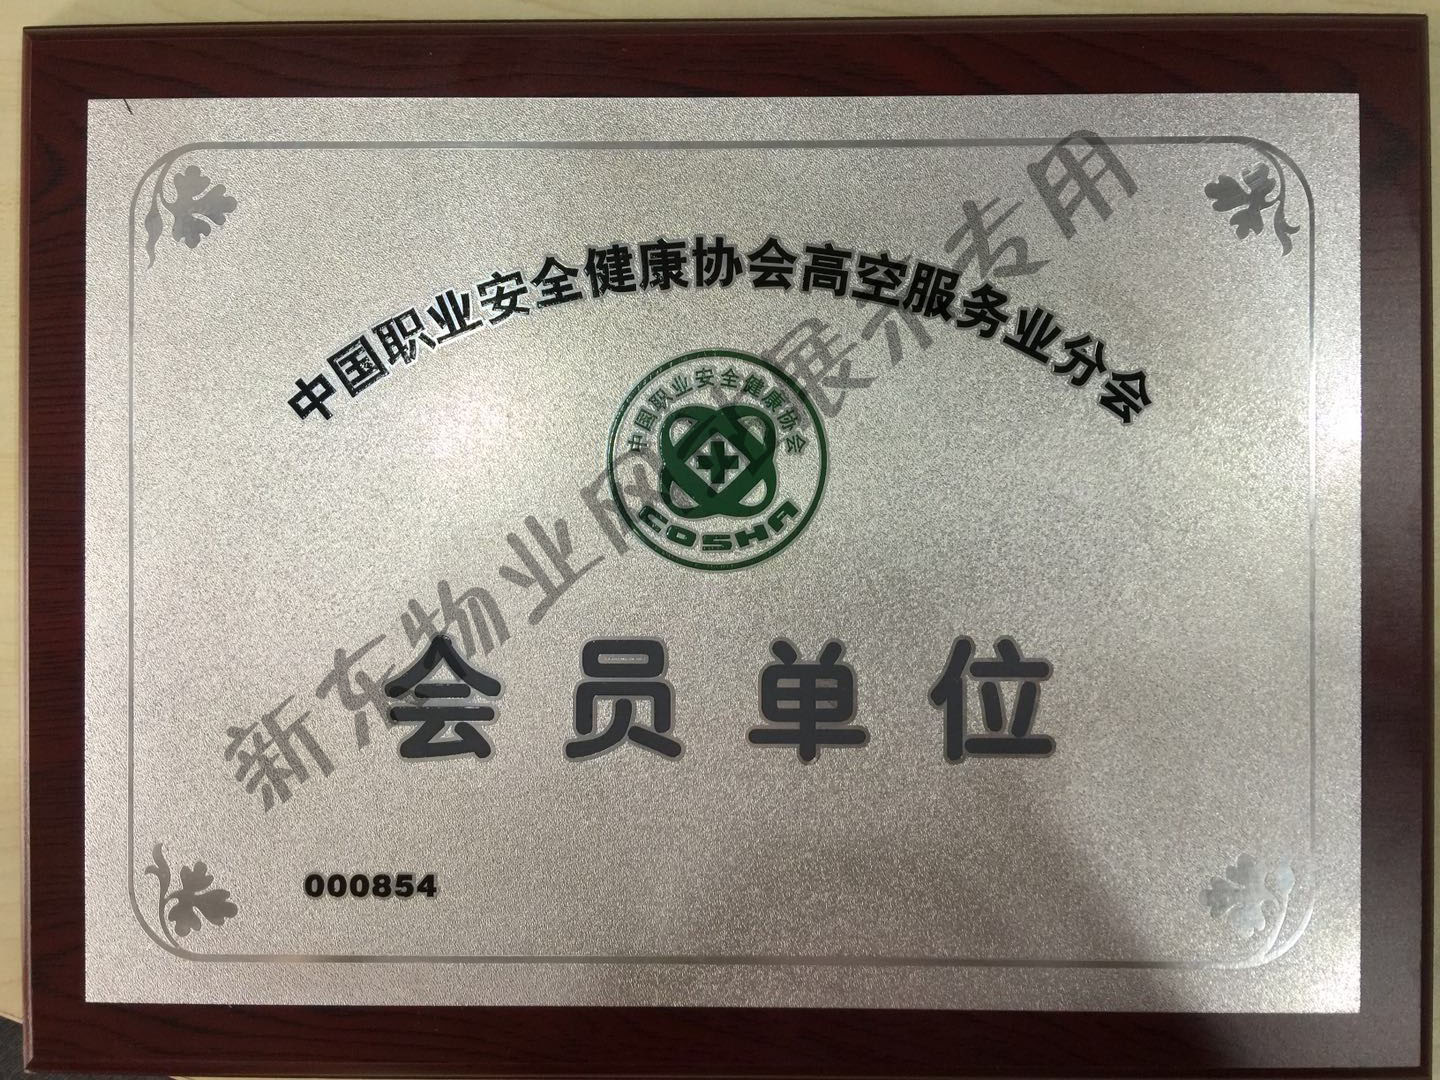 中国职业安全健康协会高空服务业分会
中国职业安全健康协会
COSHA
会员单位
000854
新东物业网站展示专用